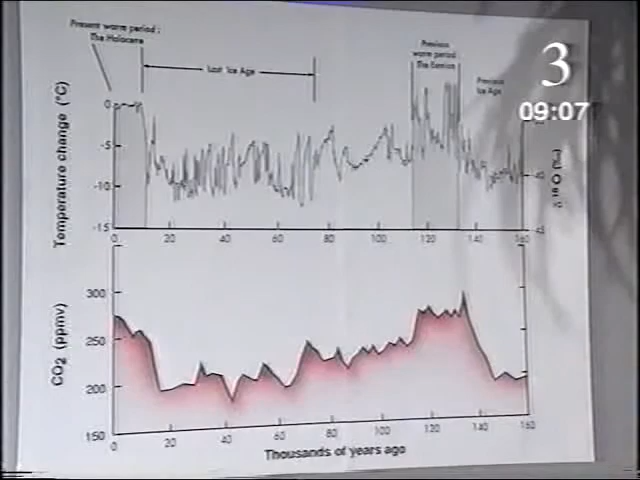 Present warm period:
The Holocene
Last Ice Age
Previous
warm period:
The Eemian
Previous
Ice Age
3
09:07
Temperature change (°C)
0
-5
-10
-15
0 20 40 60 80 100 120 140 160
CO2 (ppmv)
300
250
200
150
0 20 40 60 80 100 120 140 160
Thousands of years ago